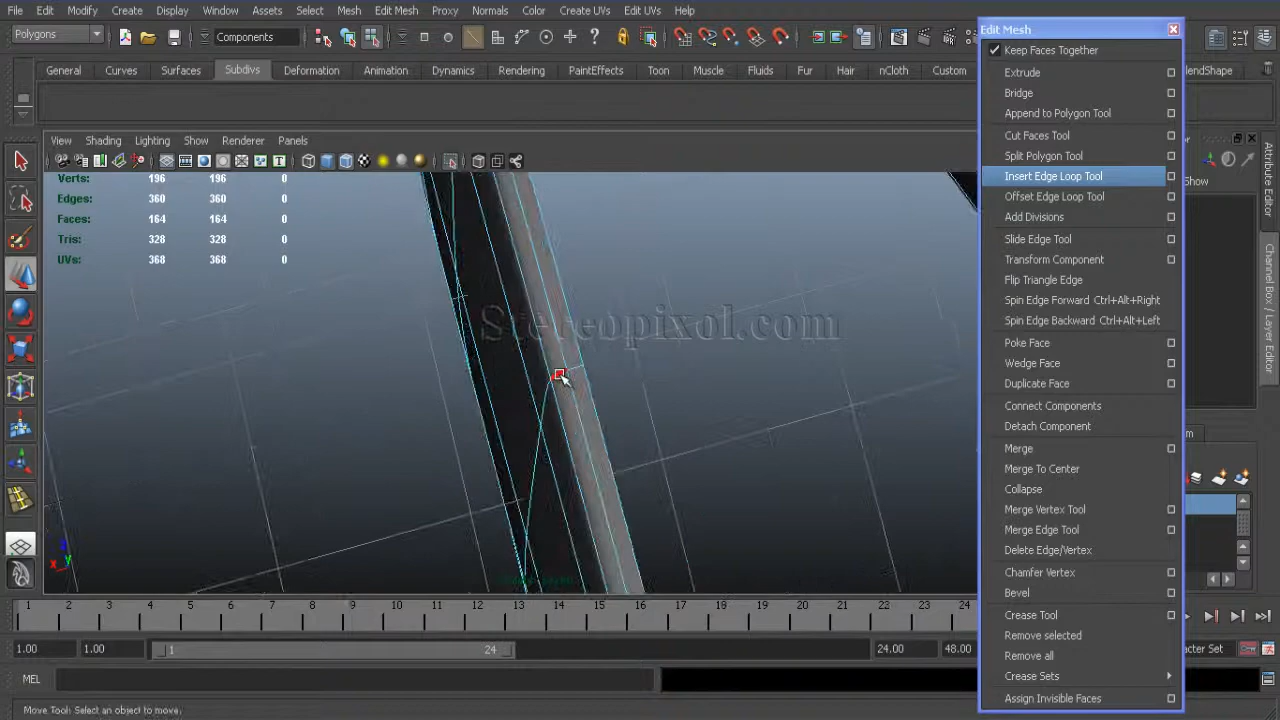 File Edit Modify Create Display Window Assets Select Mesh Edit Mesh Proxy Normals Color Create UVs Edit UVs Help
Edit Mesh
Polygons
Components
Keep Faces Together
General Curves Surfaces Subdivs Deformation Animation Dynamics Rendering PaintEffects Toon Muscle Fluids Fur Hair nCloth Custom
lendShape
Extrude
Bridge
Append to Polygon Tool
Cut Faces Tool
Split Polygon Tool
Insert Edge Loop Tool
Offset Edge Loop Tool
Add Divisions
Slide Edge Tool
Transform Component
Flip Triangle Edge
Spin Edge Forward Ctrl+Alt+Right
Spin Edge Backward Ctrl+Alt+Left
Poke Face
Wedge Face
Duplicate Face
Connect Components
Detach Component
Merge
Merge To Center
Collapse
Merge Vertex Tool
Merge Edge Tool
Delete Edge/Vertex
Chamfer Vertex
Bevel
Crease Tool
Remove selected
Remove all
Crease Sets
Assign Invisible Faces
View Shading Lighting Show Renderer Panels
Show
Attribute Editor
Channel Box / Layer Editor
Verts: 196 196 0
Edges: 360 360 0
Faces: 164 164 0
Tris: 328 328 0
UVs: 368 368 0
Stereopixol.com
1 2 3 4 5 6 7 8 9 10 11 12 13 14 15 16 17 18 19 20 21 22 23 24
1.00 1.00 1 24 24.00 48.00
acter Set
MEL
Move Tool: Select an object to move.